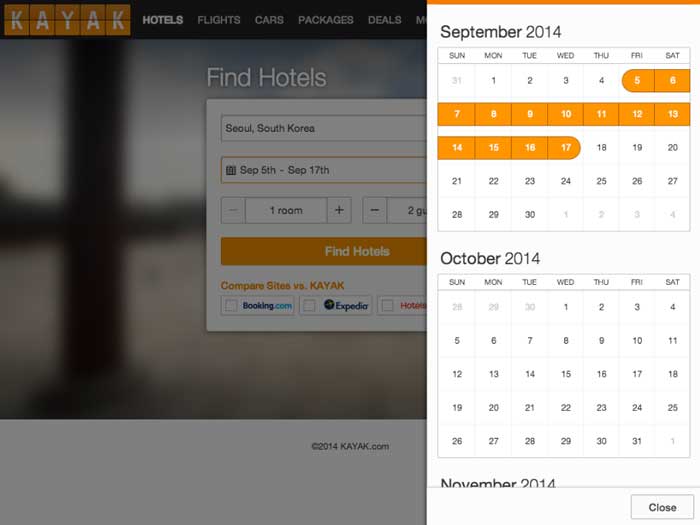 KAYAK HOTELS FLIGHTS CARS PACKAGES DEALS
Find Hotels
Seoul, South Korea
Sep 5th - Sep 17th
− 1 room + − 2 gu
Find Hotels
Compare Sites vs. KAYAK
Booking.com Expedia Hotels
©2014 KAYAK.com
September 2014
SUN MON TUE WED THU FRI SAT
31 1 2 3 4 5 6
7 8 9 10 11 12 13
14 15 16 17 18 19 20
21 22 23 24 25 26 27
28 29 30 1 2 3 4
October 2014
SUN MON TUE WED THU FRI SAT
28 29 30 1 2 3 4
5 6 7 8 9 10 11
12 13 14 15 16 17 18
19 20 21 22 23 24 25
26 27 28 29 30 31 1
November 2014
Close